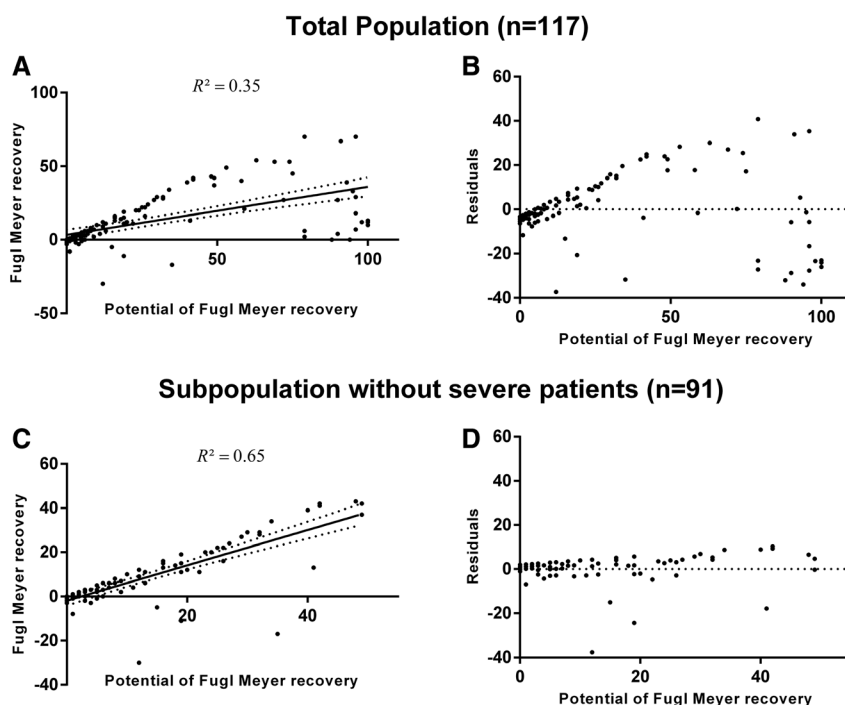 Total Population (n=117)
A
B
R² = 0.35
100
50
0
-50
50
100
Fugl Meyer recovery
Potential of Fugl Meyer recovery
60
40
20
0
-20
-40
0
50
100
Residuals
Potential of Fugl Meyer recovery
Subpopulation without severe patients (n=91)
C
D
R² = 0.65
60
40
20
0
-20
-40
20
40
Fugl Meyer recovery
Potential of Fugl Meyer recovery
60
40
20
0
-20
-40
0
20
40
Residuals
Potential of Fugl Meyer recovery